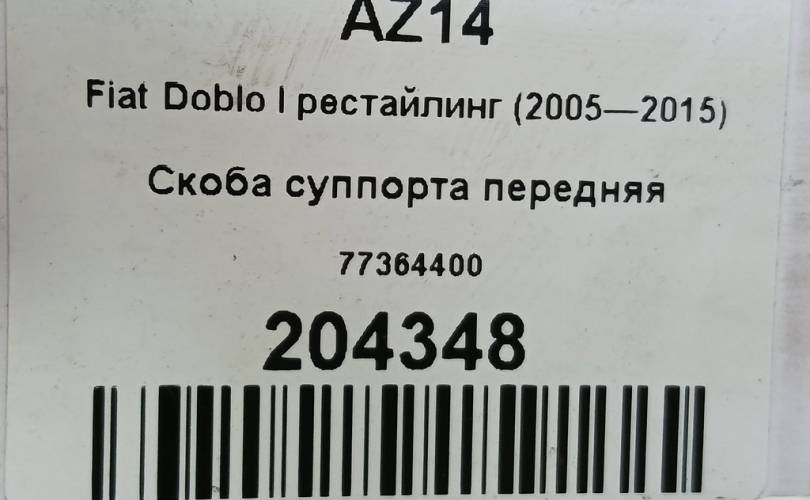 AZ14
Fiat Doblo I рестайлинг (2005—2015)
Скоба суппорта передняя
77364400
204348